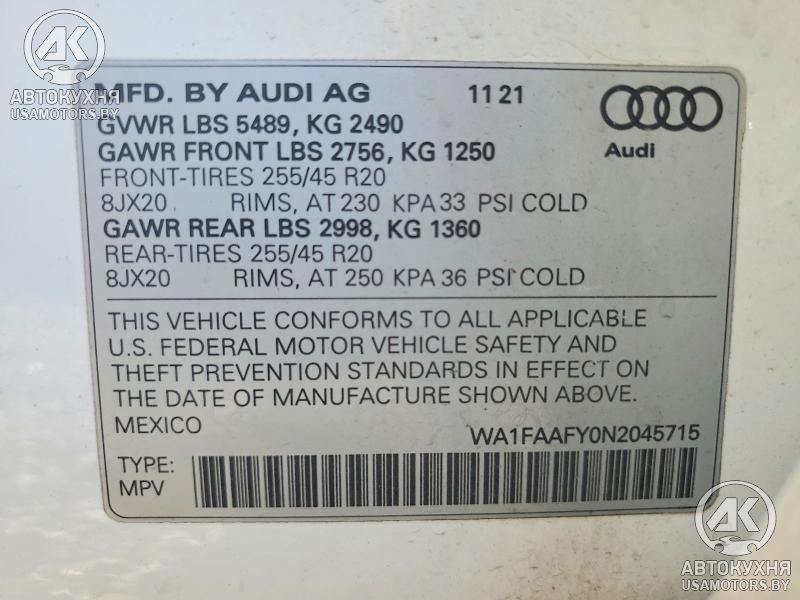 AK
АВТОКУХНЯ
USAMOTORS.BY
MFD. BY AUDI AG 11 21
GVWR LBS 5489, KG 2490
GAWR FRONT LBS 2756, KG 1250
FRONT-TIRES 255/45 R20
8JX20 RIMS, AT 230 KPA 33 PSI COLD
GAWR REAR LBS 2998, KG 1360
REAR-TIRES 255/45 R20
8JX20 RIMS, AT 250 KPA 36 PSI COLD
Audi
THIS VEHICLE CONFORMS TO ALL APPLICABLE
U.S. FEDERAL MOTOR VEHICLE SAFETY AND
THEFT PREVENTION STANDARDS IN EFFECT ON
THE DATE OF MANUFACTURE SHOWN ABOVE.
MEXICO WA1FAAFY0N2045715
TYPE:
MPV
AK
АВТОКУХНЯ
USAMOTORS.BY